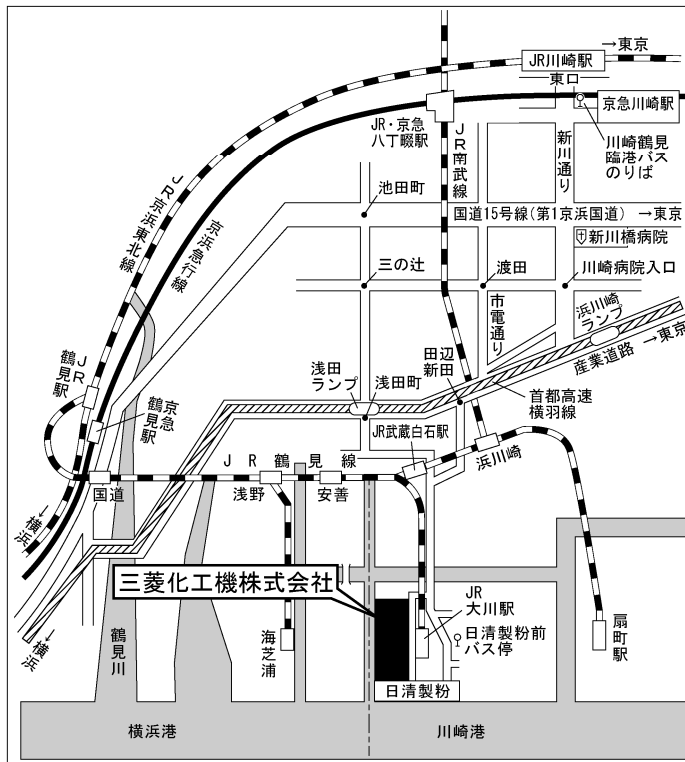 →東京
JR川崎駅
東口
京急川崎駅
JR・京急
八丁畷駅
JR南武線
新川通り
川崎鶴見
臨港バス
のりば
JR京浜東北線
京浜急行線
池田町
国道15号線(第1京浜国道) →東京
新川橋病院
三の辻
渡田
川崎病院入口
市電通り
浜川崎
ランプ
産業道路
→東京
JR
鶴見駅
京急
鶴見駅
浅田
ランプ
浅田町
田辺
新田
首都高速
横羽線
JR武蔵白石駅
浜川崎
JR鶴見線
国道
浅野
安善
←横浜
三菱化工機株式会社
JR
大川駅
日清製粉前
バス停
扇町駅
←横浜
鶴見川
海芝浦
日清製粉
横浜港
川崎港